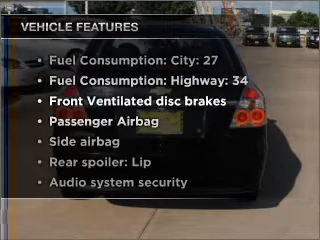 VEHICLE FEATURES
• Fuel Consumption: City: 27
• Fuel Consumption: Highway: 34
• Front Ventilated disc brakes
• Passenger Airbag
• Side airbag
• Rear spoiler: Lip
• Audio system security